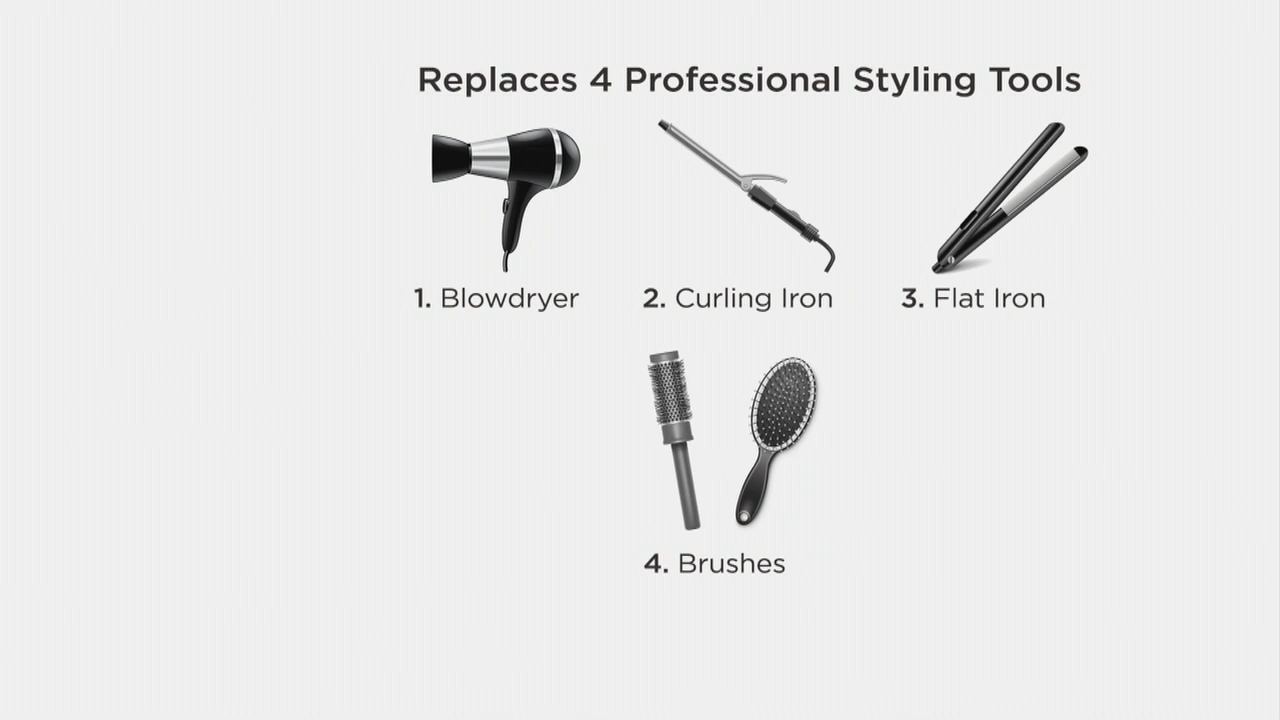 Replaces 4 Professional Styling Tools
1. Blowdryer
2. Curling Iron
3. Flat Iron
4. Brushes